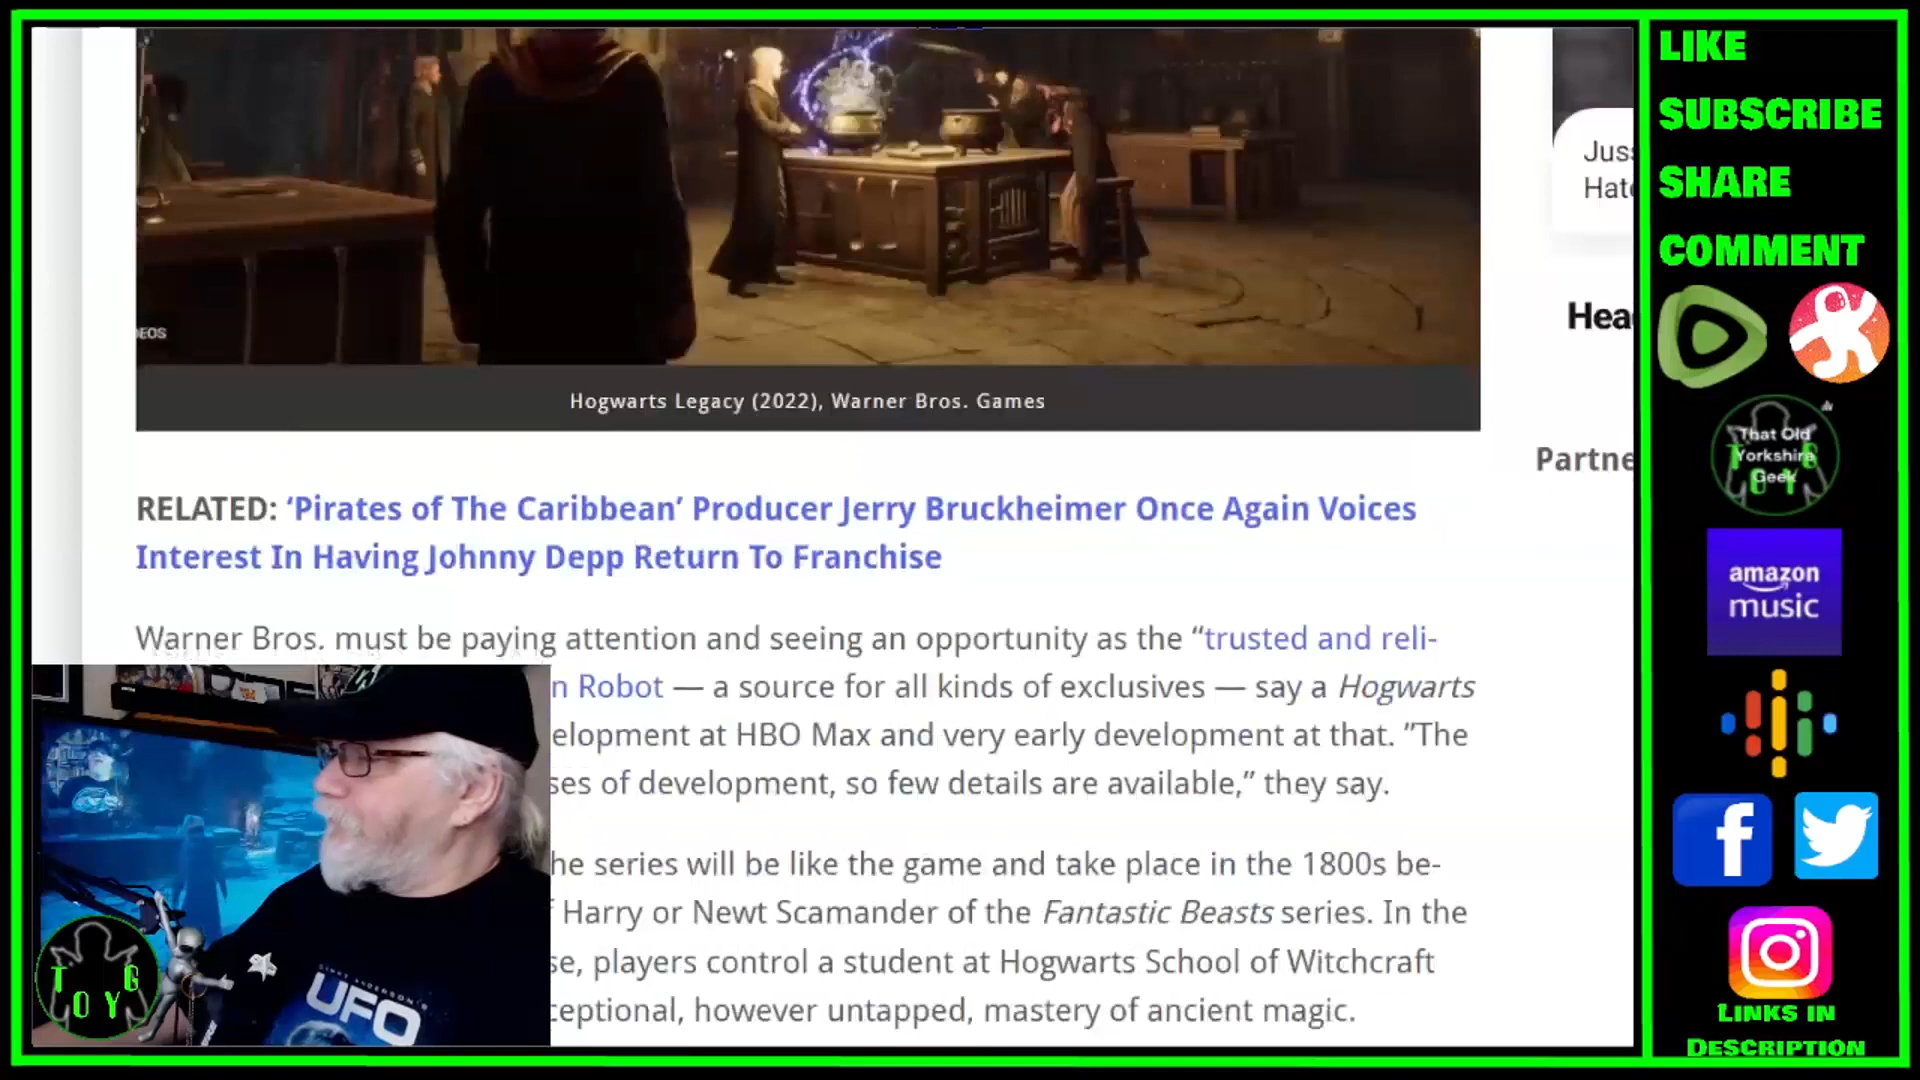 LIKE
SUBSCRIBE
SHARE
COMMENT
EOS
Hogwarts Legacy (2022), Warner Bros. Games
RELATED: ‘Pirates of The Caribbean’ Producer Jerry Bruckheimer Once Again Voices
Interest In Having Johnny Depp Return To Franchise
Warner Bros. must be paying attention and seeing an opportunity as the “trusted and reli-
n Robot — a source for all kinds of exclusives — say a Hogwarts
elopment at HBO Max and very early development at that. ”The
ses of development, so few details are available,” they say.
he series will be like the game and take place in the 1800s be-
f Harry or Newt Scamander of the Fantastic Beasts series. In the
se, players control a student at Hogwarts School of Witchcraft
ceptional, however untapped, mastery of ancient magic.
Jus
Hat
Hea
Partne
That Old
Yorkshire
Geek
amazon
music
LINKS IN
DESCRIPTION
T G
O Y
UFO